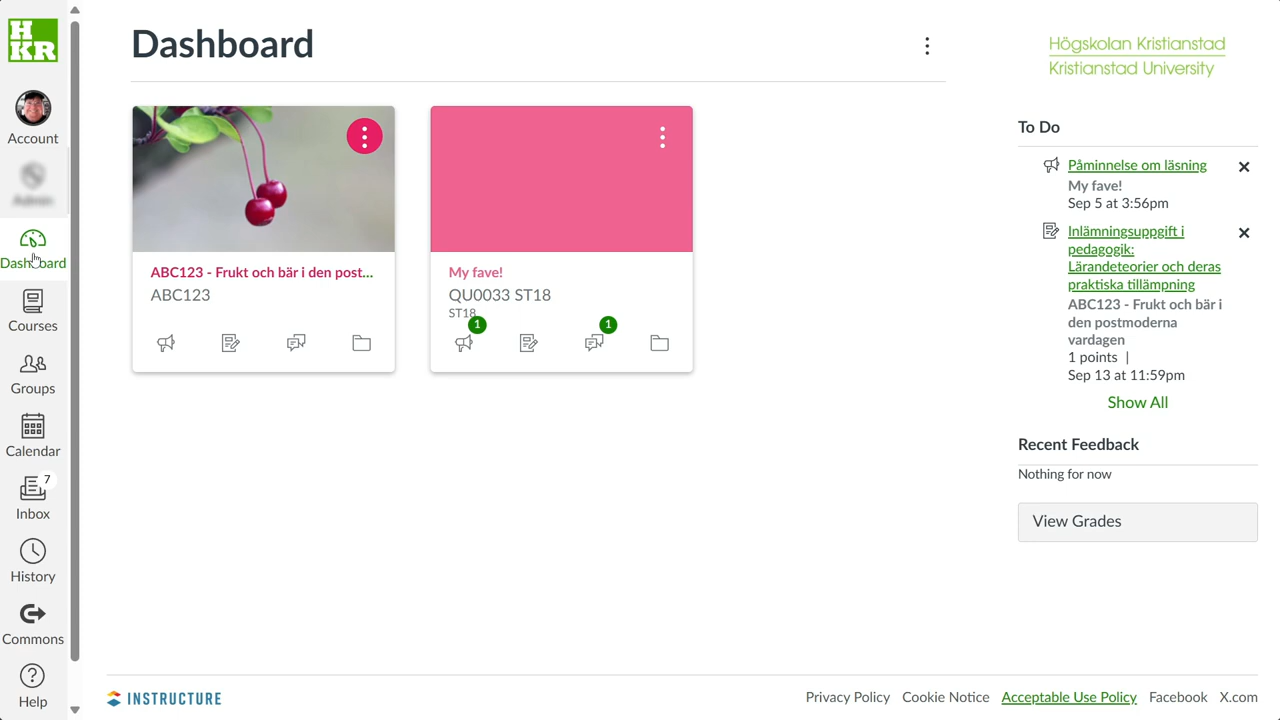 HKR
Account
Dashboard
Courses
Groups
Calendar
7
Inbox
History
Commons
Help
Dashboard
ABC123 - Frukt och bär i den post...
ABC123
My fave!
QU0033 ST18
ST18
1
1
Högskolan Kristianstad
Kristianstad University
To Do
Påminnelse om läsning
My fave!
Sep 5 at 3:56pm
Inlämningsuppgift i
pedagogik:
Lärandeteorier och deras
praktiska tillämpning
ABC123 - Frukt och bär i
den postmoderna
vardagen
1 points |
Sep 13 at 11:59pm
Show All
Recent Feedback
Nothing for now
View Grades
INSTRUCTURE
Privacy Policy Cookie Notice Acceptable Use Policy Facebook X.com